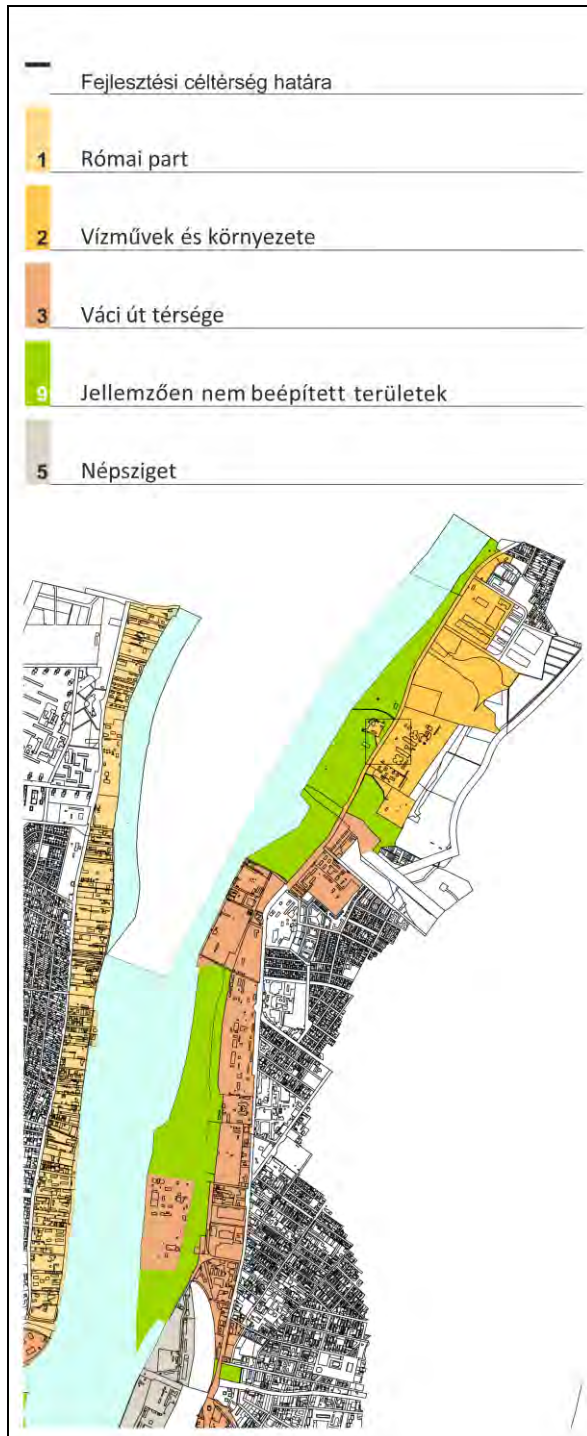 Fejlesztési céltérség határa
1 Római part
2 Vízművek és környezete
3 Váci út térsége
9 Jellemzően nem beépített területek
5 Népsziget